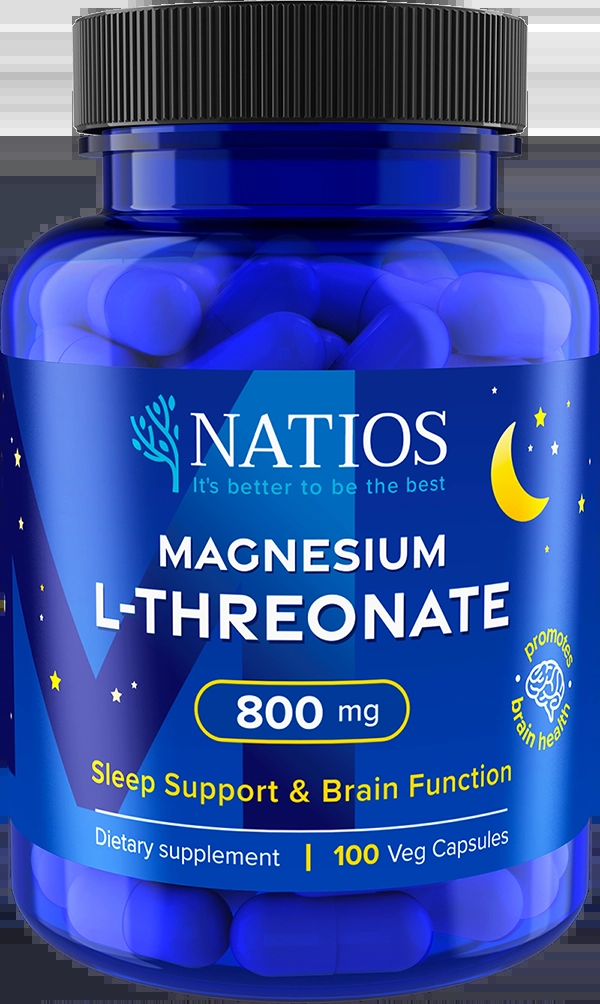 NATIOS
It's better to be the best
MAGNESIUM
L-THREONATE
800 mg
promotes
brain health
Sleep Support & Brain Function
Dietary supplement | 100 Veg Capsules